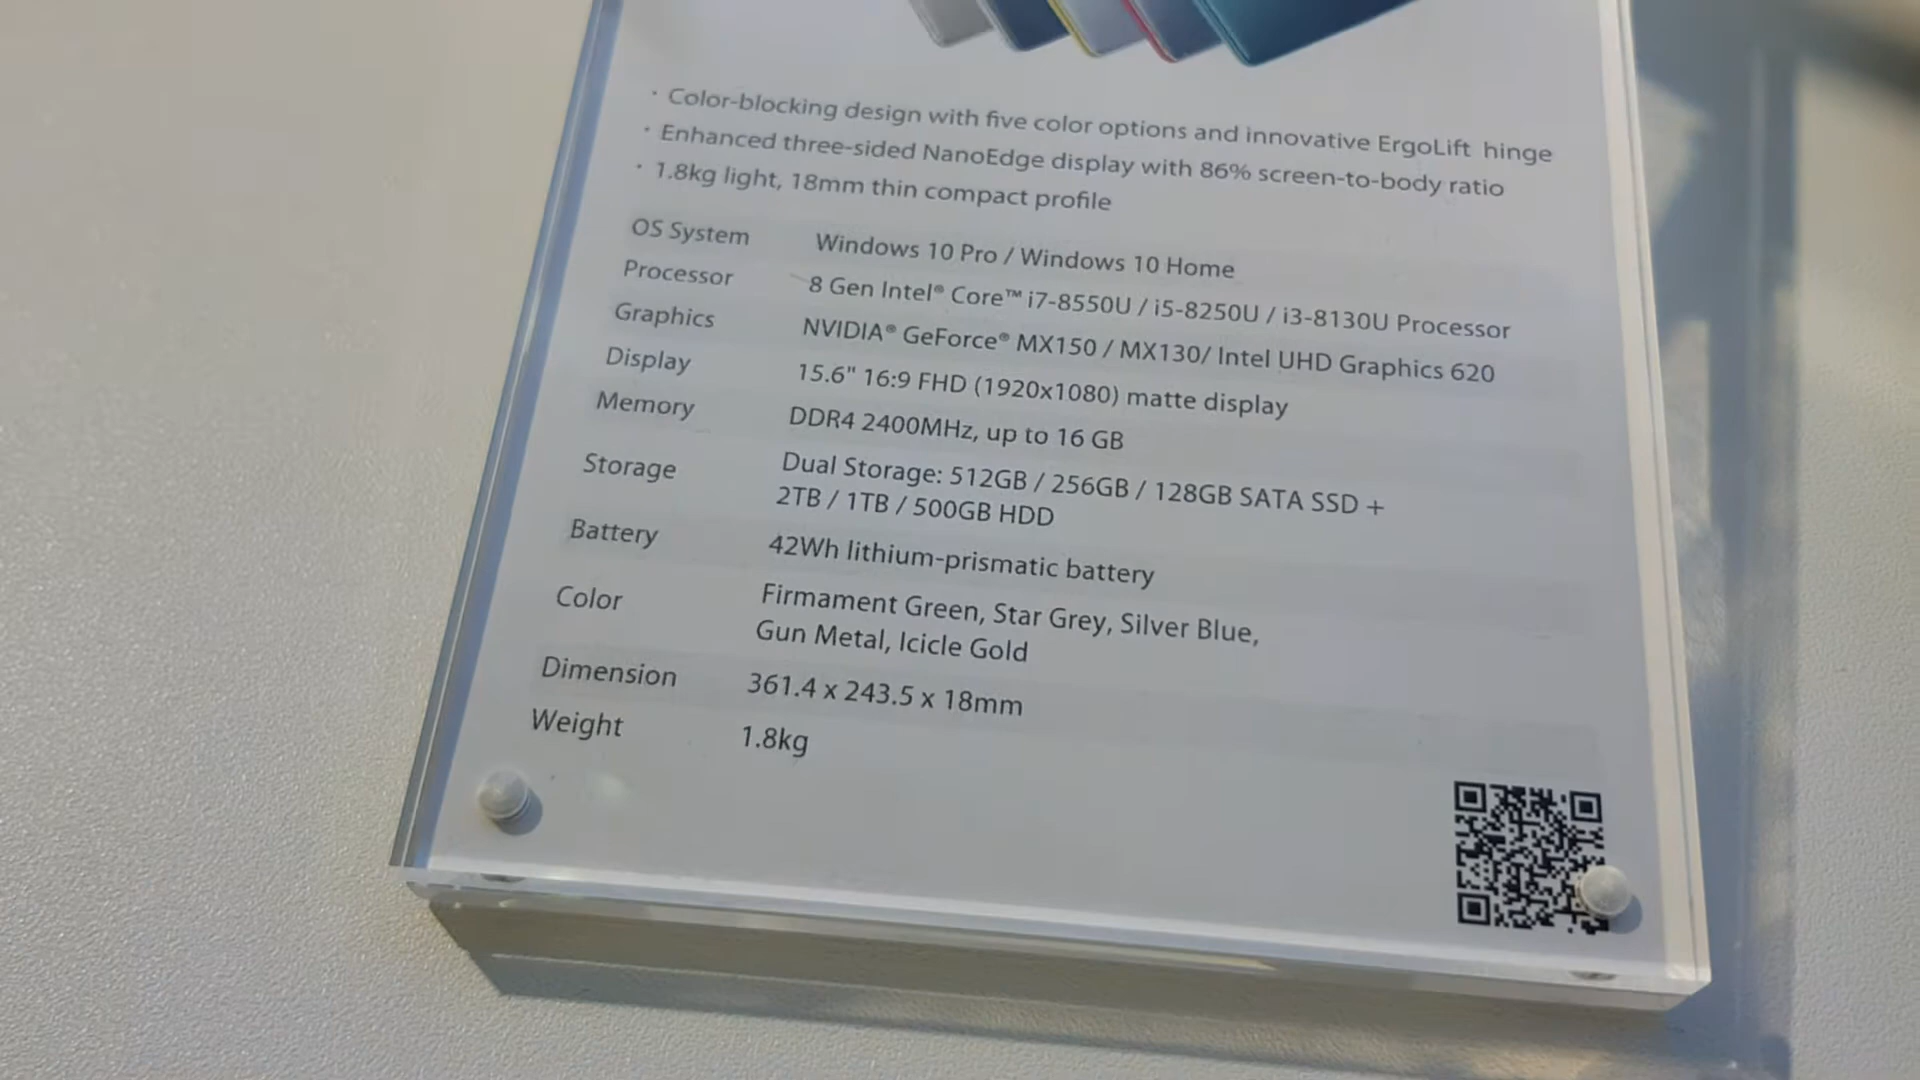 · Color-blocking design with five color options and innovative ErgoLift hinge
· Enhanced three-sided NanoEdge display with 86% screen-to-body ratio
· 1.8kg light, 18mm thin compact profile
OS System Windows 10 Pro / Windows 10 Home
Processor 8 Gen Intel® Core™ i7-8550U / i5-8250U / i3-8130U Processor
Graphics NVIDIA® GeForce® MX150 / MX130/ Intel UHD Graphics 620
Display 15.6" 16:9 FHD (1920x1080) matte display
Memory DDR4 2400MHz, up to 16 GB
Storage Dual Storage: 512GB / 256GB / 128GB SATA SSD +
2TB / 1TB / 500GB HDD
Battery 42Wh lithium-prismatic battery
Color Firmament Green, Star Grey, Silver Blue,
Gun Metal, Icicle Gold
Dimension 361.4 x 243.5 x 18mm
Weight 1.8kg